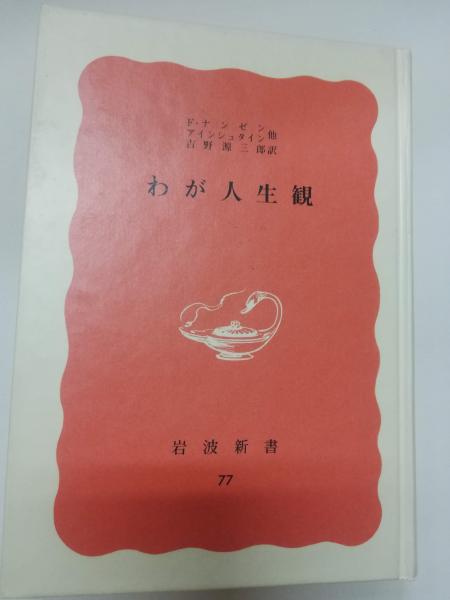 ド・ナンゼン
アインシュタイン 他
吉野源三郎訳
わが人生観
岩波新書
77